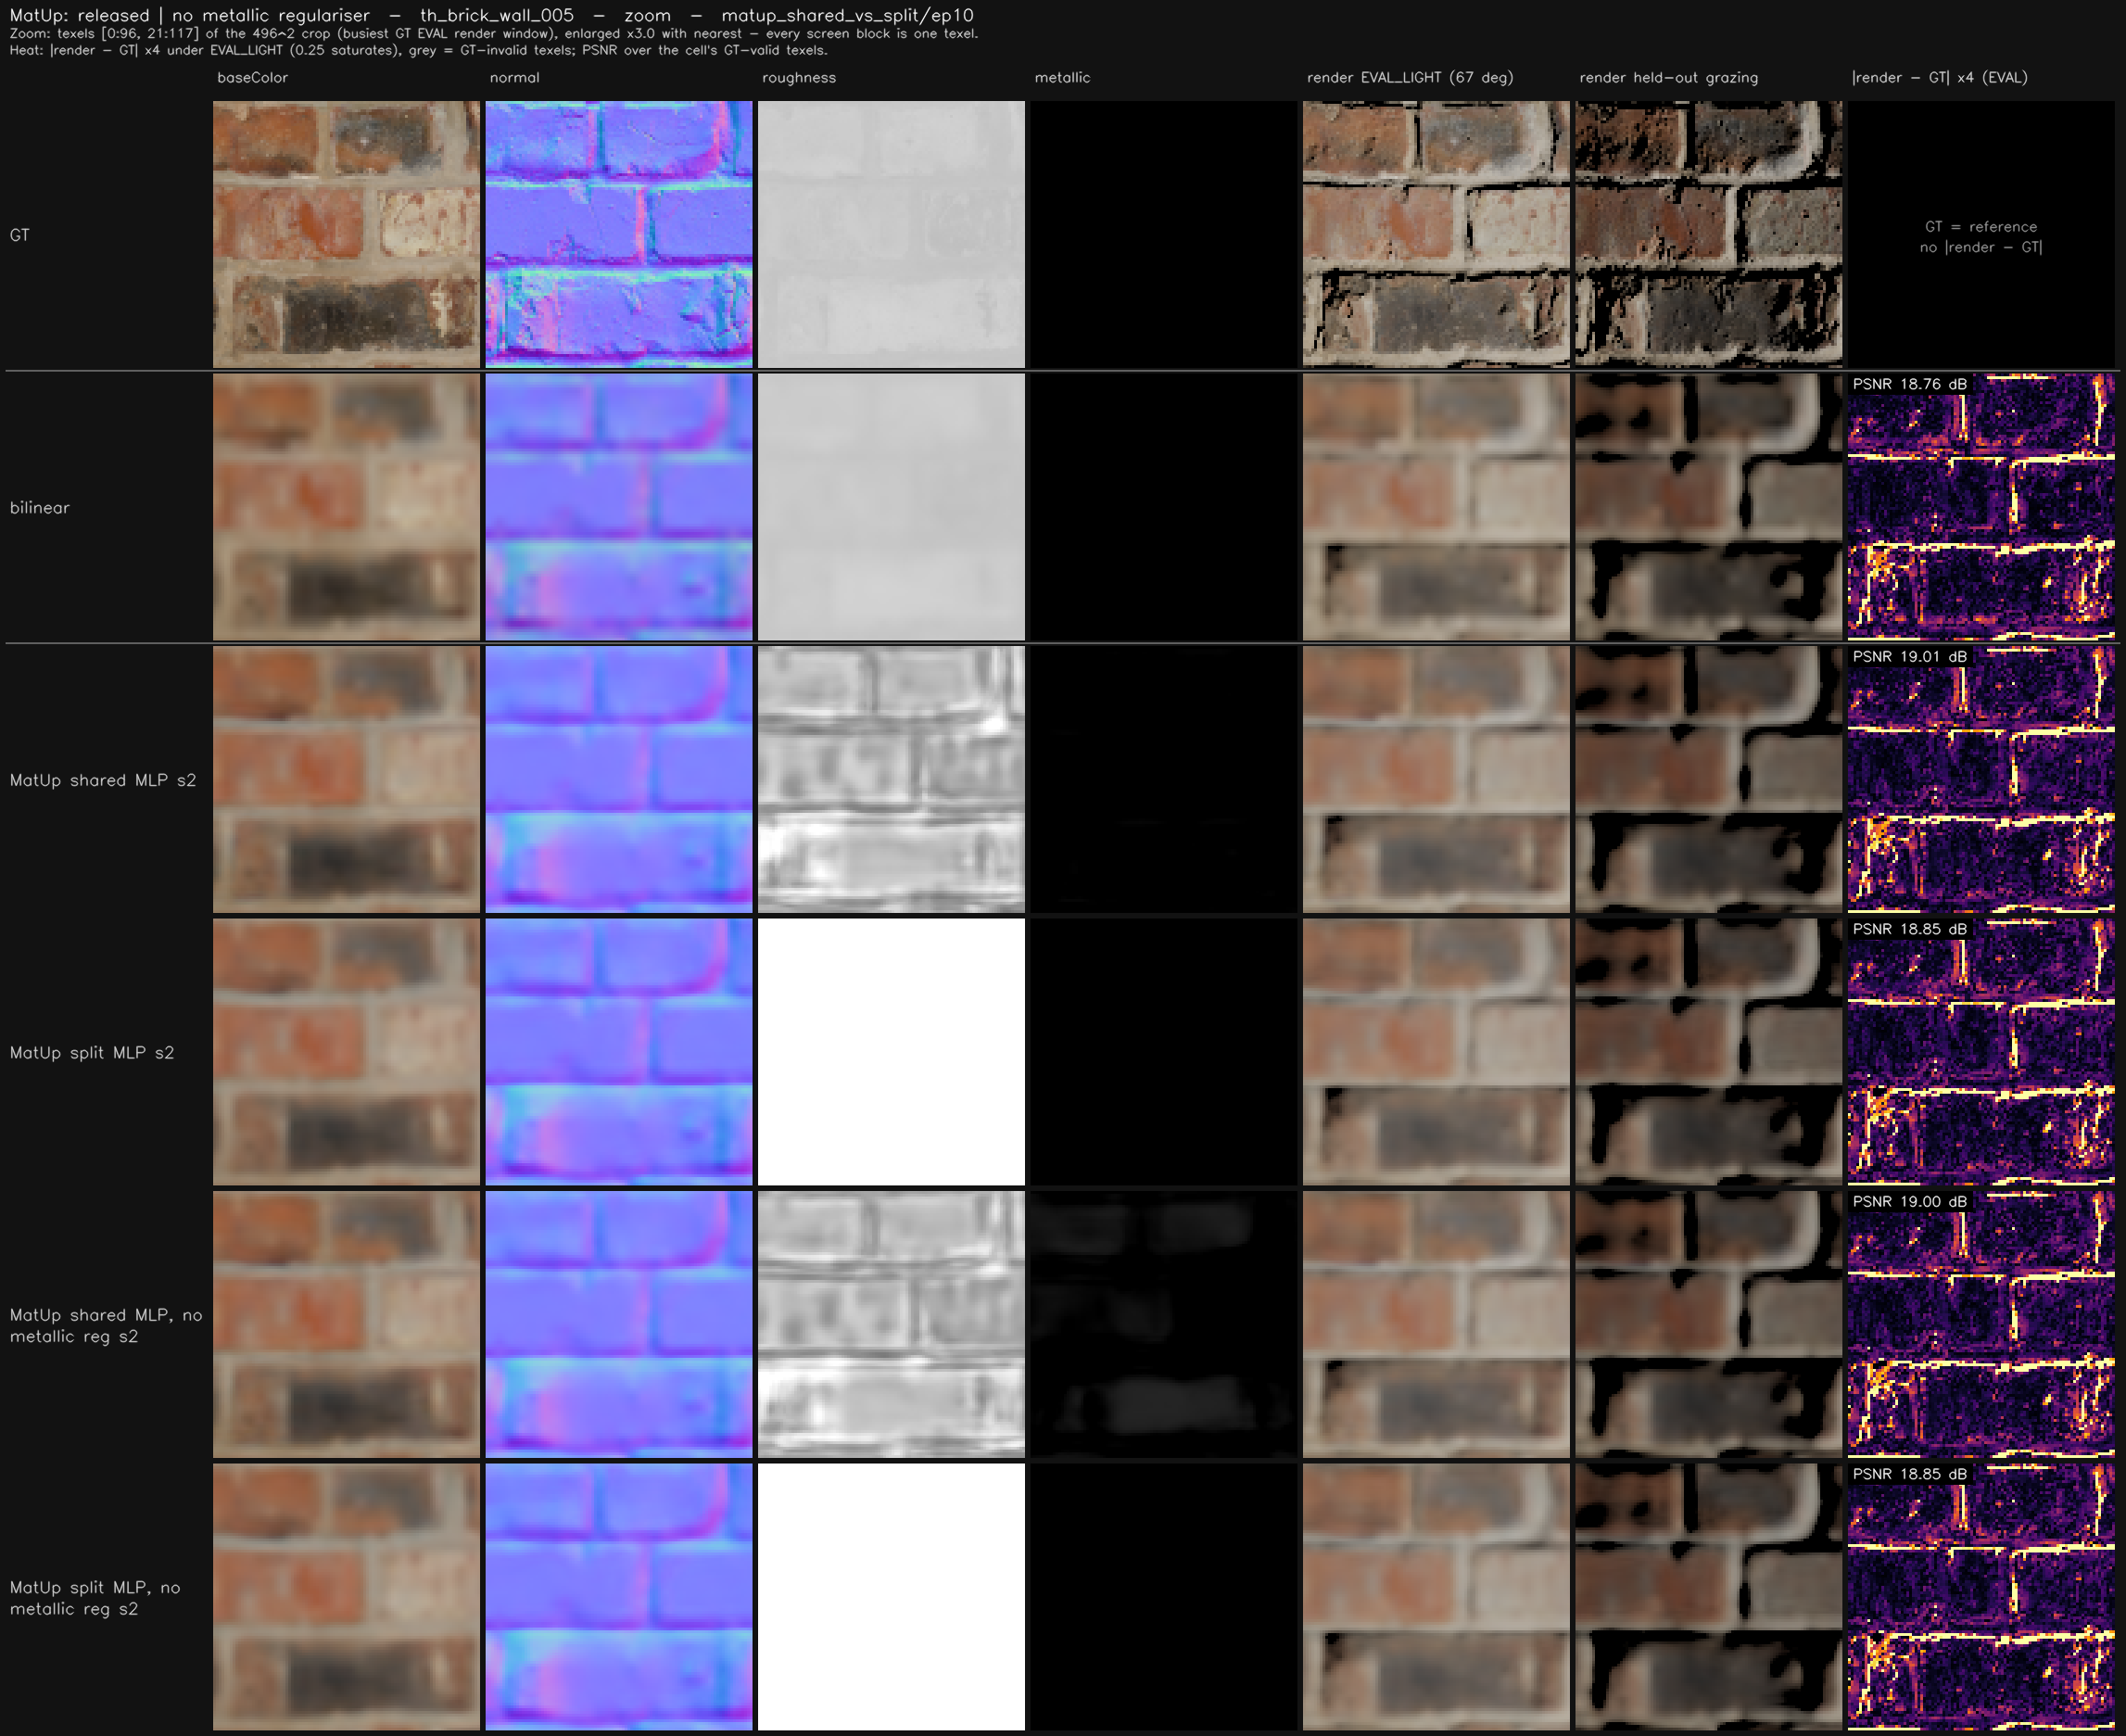 MatUp: released | no metallic regulariser — th_brick_wall_005 — zoom — matup_shared_vs_split/ep10
Zoom: texels [0:96, 21:117] of the 496^2 crop (busiest GT EVAL render window), enlarged x3.0 with nearest — every screen block is one texel.
Heat: |render − GT| x4 under EVAL_LIGHT (0.25 saturates), grey = GT-invalid texels; PSNR over the cell's GT-valid texels.
baseColor normal roughness metallic render EVAL_LIGHT (67 deg) render held-out grazing |render − GT| x4 (EVAL)
GT
GT = reference
no |render − GT|
PSNR 18.76 dB
bilinear
PSNR 19.01 dB
MatUp shared MLP s2
PSNR 18.85 dB
MatUp split MLP s2
PSNR 19.00 dB
MatUp shared MLP, no
metallic reg s2
PSNR 18.85 dB
MatUp split MLP, no
metallic reg s2